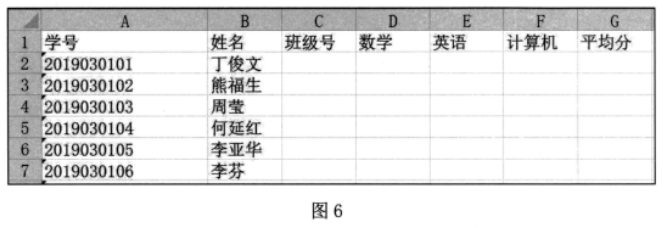 A B C D E F G
1 学号 姓名 班级号 数学 英语 计算机 平均分
2 2019030101 丁俊文
3 2019030102 熊福生
4 2019030103 周莹
5 2019030104 何延红
6 2019030105 李亚华
7 2019030106 李芬
图 6